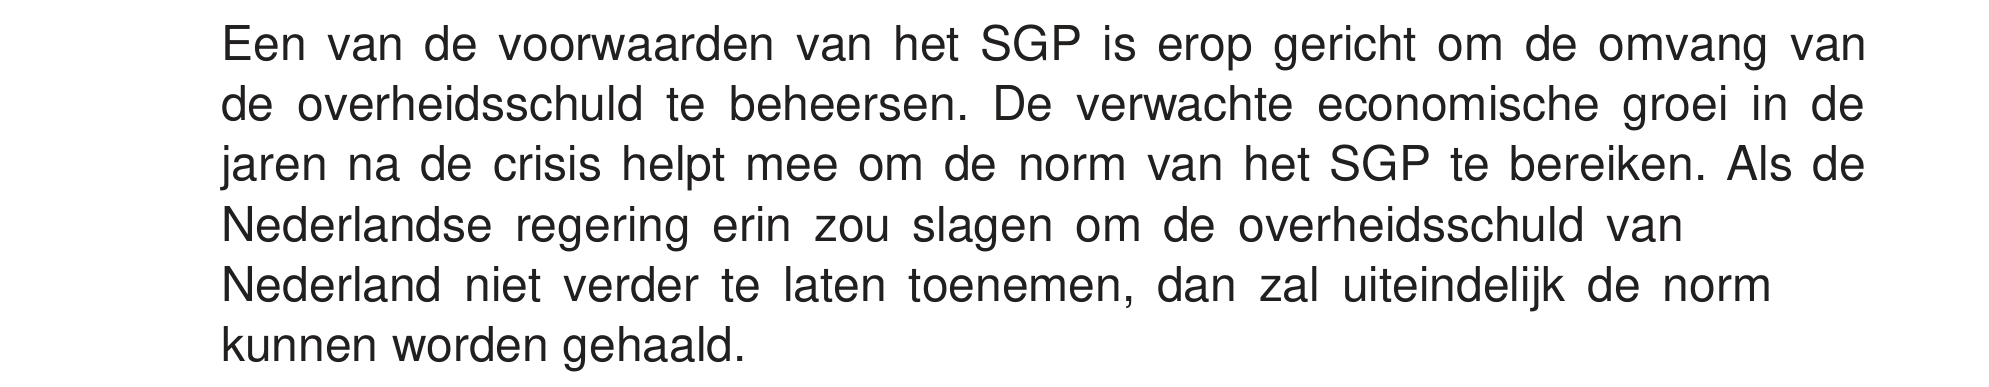 Een van de voorwaarden van het SGP is erop gericht om de omvang van
de overheidsschuld te beheersen. De verwachte economische groei in de
jaren na de crisis helpt mee om de norm van het SGP te bereiken. Als de
Nederlandse regering erin zou slagen om de overheidsschuld van
Nederland niet verder te laten toenemen, dan zal uiteindelijk de norm
kunnen worden gehaald.